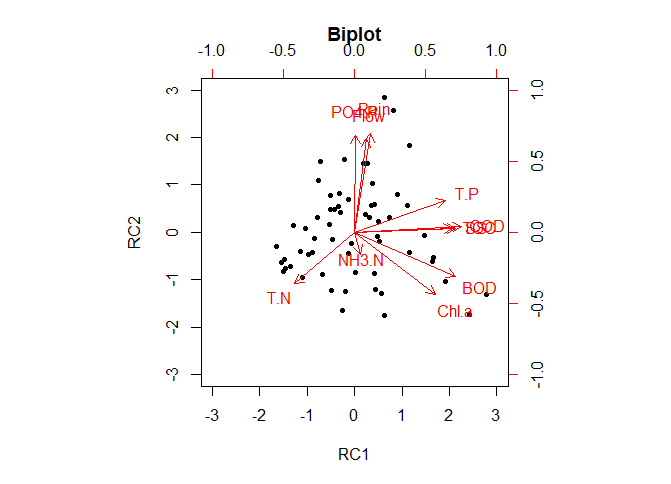 Biplot
-1.0 -0.5 0.0 0.5 1.0
3 2 1 0 -1 -2 -3
RC2
1.0 0.5 0.0 -0.5 -1.0
Rain
Flow
T.P
COD
BOD
NH3.N
T.N
Chl.a
-3 -2 -1 0 1 2 3
RC1